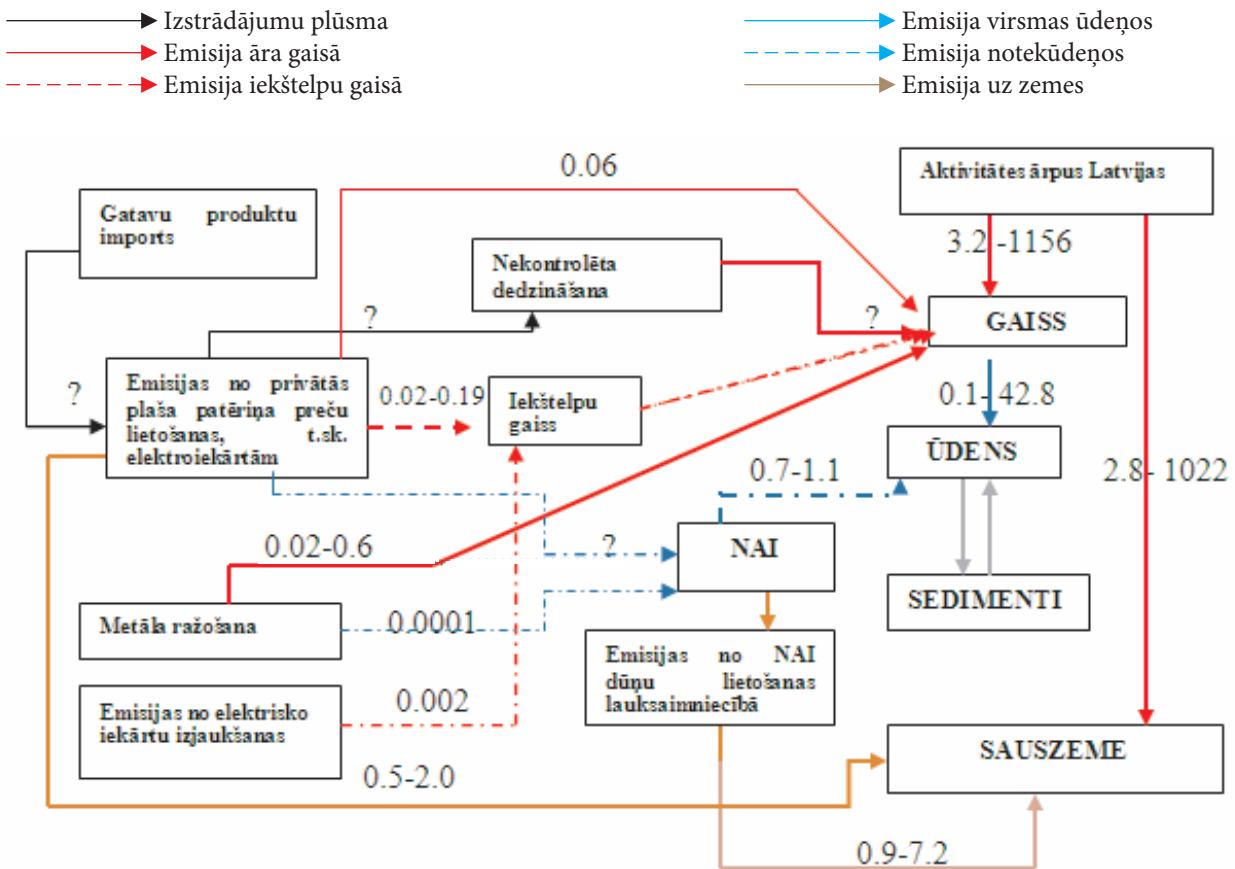 Izstrādājumu plūsma
Emisija āra gaisā
Emisija iekštelpu gaisā
Emisija virsmas ūdeņos
Emisija notekūdeņos
Emisija uz zemes
0.06
Aktivitātes ārpus Latvijas
Gatavu produktu
imports
3.2 -1156
Nekontrolēta
dedzināšana
GAISS
?
?
?
Emisijas no privātās
plaša patēriņa preču
lietošanas, t.sk.
elektroiekārtām
0.02-0.19
Iekštelpu
gaiss
0.1- 42.8
ŪDENS
0.7-1.1
2.8- 1022
0.02-0.6
?
NAI
SEDIMENTI
Metāla ražošana
0.0001
Emisijas no NAI
dūņu lietošanas
lauksaimniecībā
0.002
Emisijas no elektrisko
iekārtu izjaukšanas
SAUSZEME
0.5-2.0
0.9-7.2